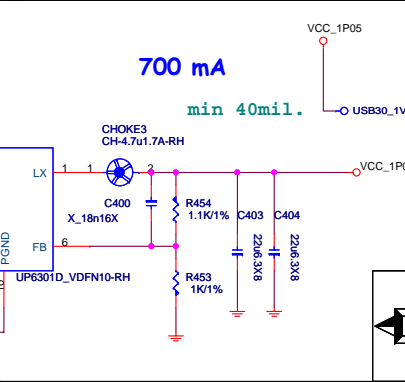 VCC_1P05
700 mA
min 40mil.
USB30_1V
CHOKE3
CH-4.7u1.7A-RH
LX
1
1
2
VCC_1P0
C400
R454
1.1K/1%
C403
C404
X_18n16X
22u6.3X8
22u6.3X8
FB
6
PGND
UP6301D_VDFN10-RH
R453
1K/1%